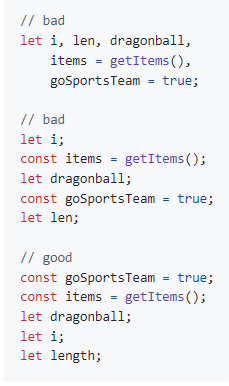 // bad
let i, len, dragonball,
    items = getItems(),
    goSportsTeam = true;

// bad
let i;
const items = getItems();
let dragonball;
const goSportsTeam = true;
let len;

// good
const goSportsTeam = true;
const items = getItems();
let dragonball;
let i;
let length;